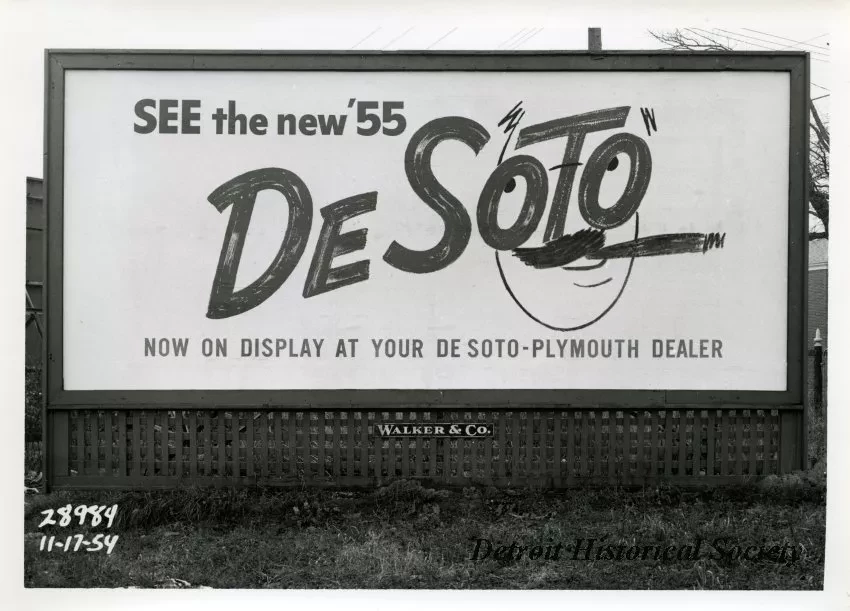 SEE the new '55
DE SOTO
NOW ON DISPLAY AT YOUR DE SOTO-PLYMOUTH DEALER
WALKER & CO.
28984
11-17-54
Detroit Historical Society